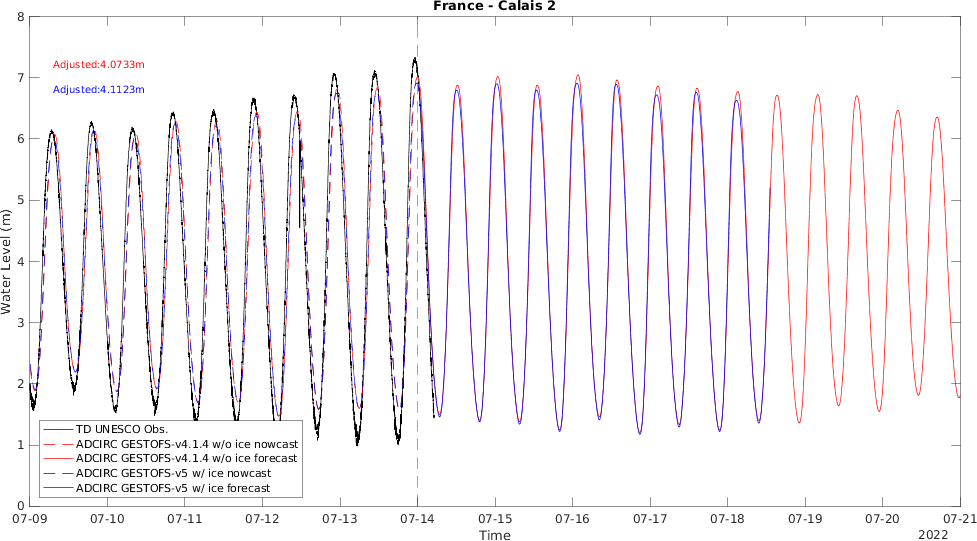 France - Calais 2
8
7
6
5
4
3
2
1
0
Water Level (m)
Adjusted:4.0733m
Adjusted:4.1123m
TD UNESCO Obs.
ADCIRC GESTOFS-v4.1.4 w/o ice nowcast
ADCIRC GESTOFS-v4.1.4 w/o ice forecast
ADCIRC GESTOFS-v5 w/ ice nowcast
ADCIRC GESTOFS-v5 w/ ice forecast
07-09 07-10 07-11 07-12 07-13 07-14 07-15 07-16 07-17 07-18 07-19 07-20 07-21
Time
2022